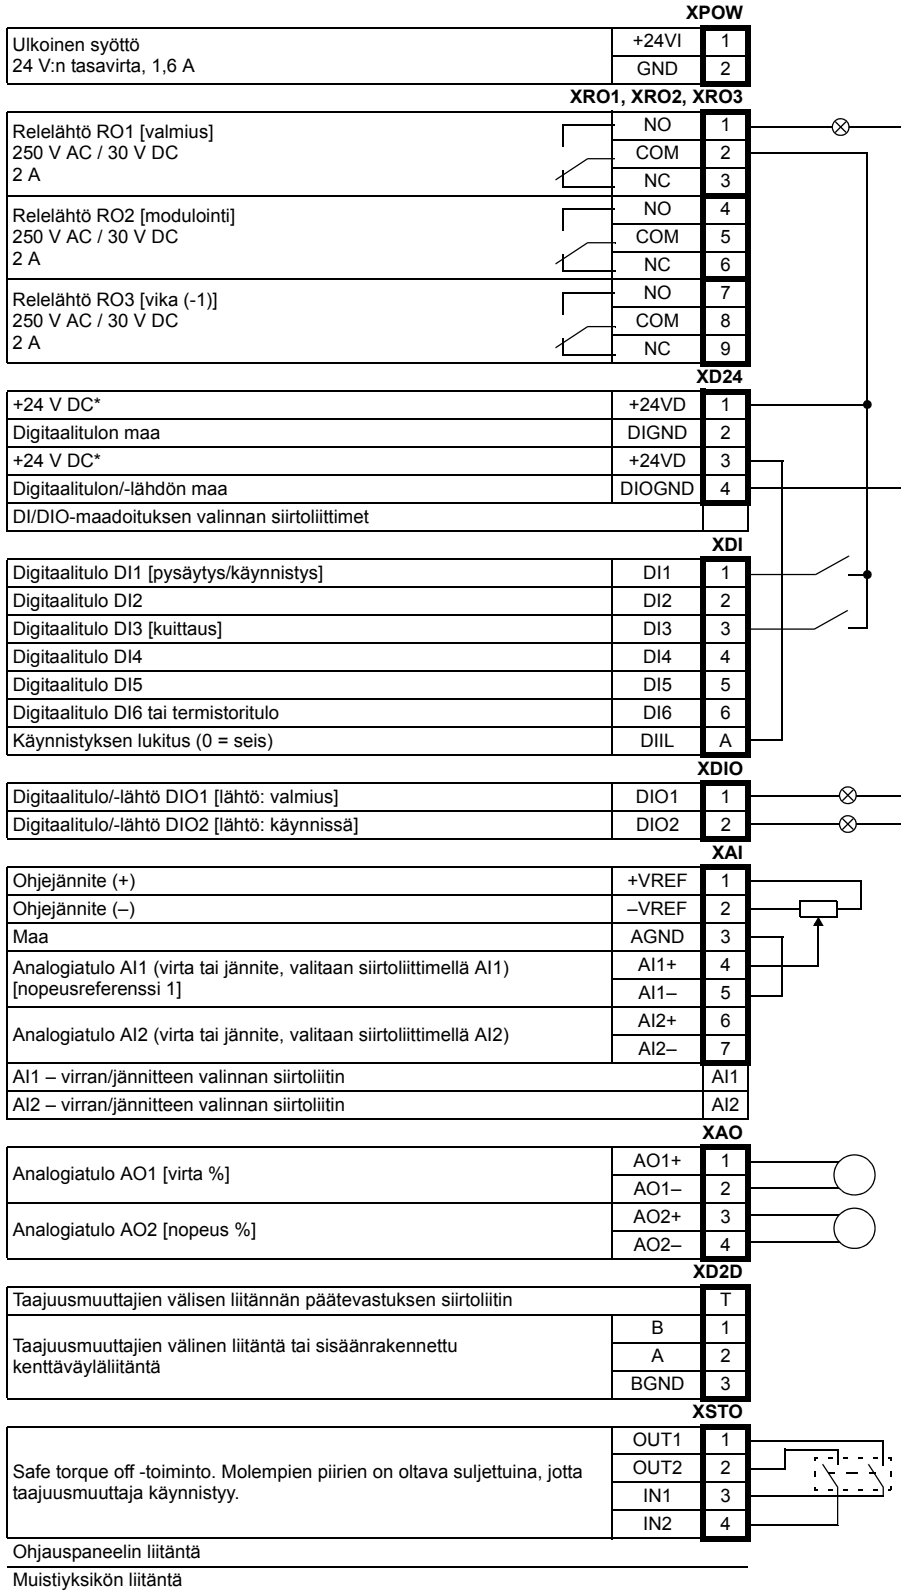 XPOW
Ulkoinen syöttö
24 V:n tasavirta, 1,6 A
+24VI 1
GND 2
XRO1, XRO2, XRO3
Relelähtö RO1 [valmius]
250 V AC / 30 V DC
2 A
NO 1
COM 2
NC 3
Relelähtö RO2 [modulointi]
250 V AC / 30 V DC
2 A
NO 4
COM 5
NC 6
Relelähtö RO3 [vika (-1)]
250 V AC / 30 V DC
2 A
NO 7
COM 8
NC 9
XD24
+24 V DC* +24VD 1
Digitaalitulon maa DIGND 2
+24 V DC* +24VD 3
Digitaalitulon/-lähdön maa DIOGND 4
DI/DIO-maadoituksen valinnan siirtoliittimet
XDI
Digitaalitulo DI1 [pysäytys/käynnistys] DI1 1
Digitaalitulo DI2 DI2 2
Digitaalitulo DI3 [kuittaus] DI3 3
Digitaalitulo DI4 DI4 4
Digitaalitulo DI5 DI5 5
Digitaalitulo DI6 tai termistoritulo DI6 6
Käynnistyksen lukitus (0 = seis) DIIL A
XDIO
Digitaalitulo/-lähtö DIO1 [lähtö: valmius] DIO1 1
Digitaalitulo/-lähtö DIO2 [lähtö: käynnissä] DIO2 2
XAI
Ohjejännite (+) +VREF 1
Ohjejännite (–) –VREF 2
Maa AGND 3
Analogiatulo AI1 (virta tai jännite, valitaan siirtoliittimellä AI1)
[nopeusreferenssi 1]
AI1+ 4
AI1– 5
Analogiatulo AI2 (virta tai jännite, valitaan siirtoliittimellä AI2)
AI2+ 6
AI2– 7
AI1 – virran/jännitteen valinnan siirtoliitin AI1
AI2 – virran/jännitteen valinnan siirtoliitin AI2
XAO
Analogiatulo AO1 [virta %]
AO1+ 1
AO1– 2
Analogiatulo AO2 [nopeus %]
AO2+ 3
AO2– 4
XD2D
Taajuusmuuttajien välisen liitännän päätevastuksen siirtoliitin T
Taajuusmuuttajien välinen liitäntä tai sisäänrakennettu
kenttäväyläliitäntä
B 1
A 2
BGND 3
XSTO
Safe torque off -toiminto. Molempien piirien on oltava suljettuina, jotta
taajuusmuuttaja käynnistyy.
OUT1 1
OUT2 2
IN1 3
IN2 4
Ohjauspaneelin liitäntä
Muistiyksikön liitäntä